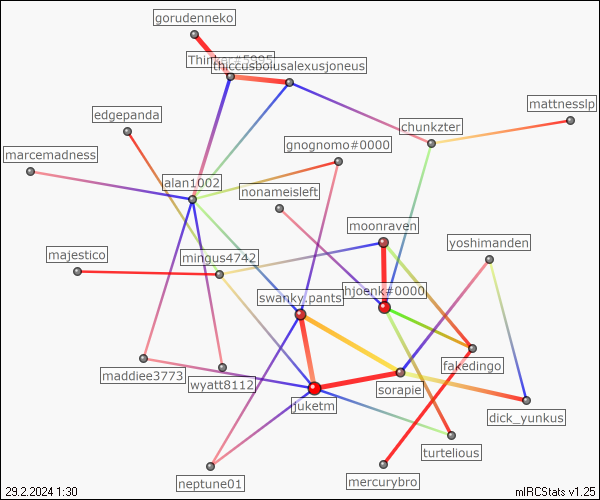 gorudenneko
Thinker#5995
thiccusboiusalexusjoneus
mattnesslp
edgepanda
chunkzter
gnognomo#0000
marcemadness
alan1002
nonameisleft
moonraven
yoshimanden
majestico
mingus4742
swanky.pants
hjoenk#0000
fakedingo
maddiee3773
wyatt8112
sorapie
juketm
dick_yunkus
turtelious
neptune01
mercurybro
29.2.2024 1:30
mIRCStats v1.25